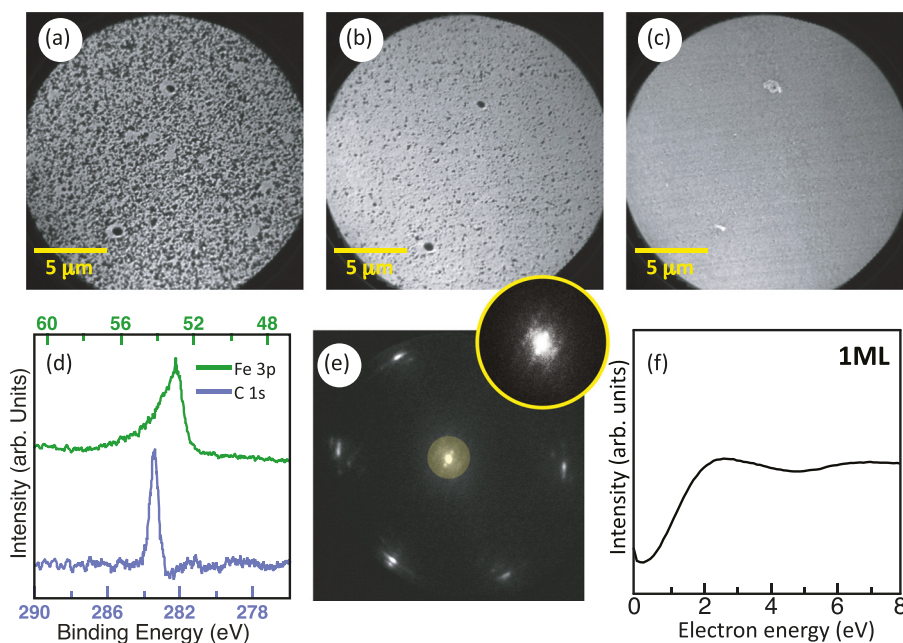 (a)
(b)
(c)
5 µm
5 µm
5 µm
60 56 52 48
(d)
Fe 3p
C 1s
Intensity (arb. Units)
290 286 282 278
Binding Energy (eV)
(e)
(f)
1ML
Intensity (arb. units)
0 2 4 6 8
Electron energy (eV)